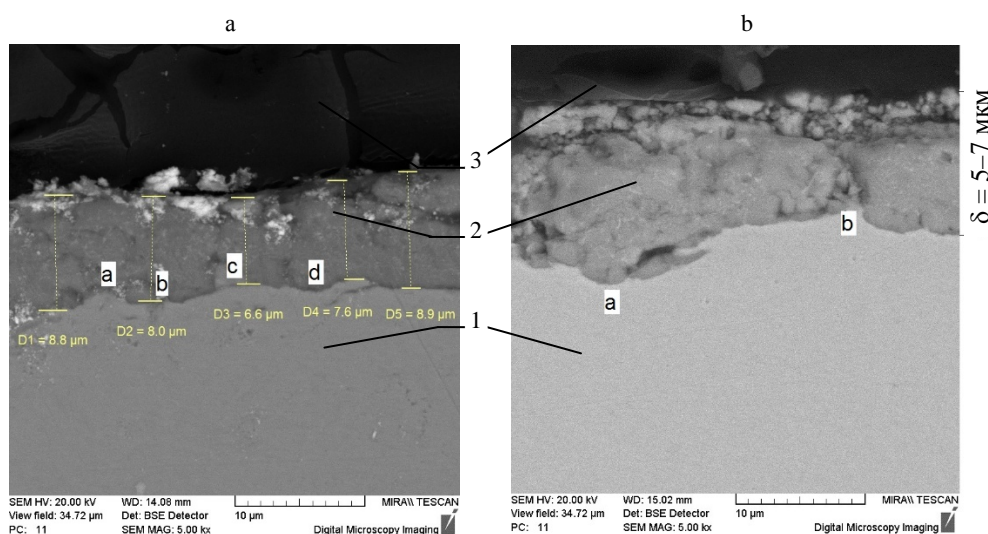 a
b
3
2
1
a
b
c
d
D1 = 8.8 µm
D2 = 8.0 µm
D3 = 6.6 µm
D4 = 7.6 µm
D5 = 8.9 µm
a
b
δ = 5–7 мкм
SEM HV: 20.00 kV
WD: 14.08 mm
MIRA\\ TESCAN
View field: 34.72 µm
Det: BSE Detector
10 µm
PC: 11
SEM MAG: 5.00 kx
Digital Microscopy Imaging
SEM HV: 20.00 kV
WD: 15.02 mm
MIRA\\ TESCAN
View field: 34.72 µm
Det: BSE Detector
10 µm
PC: 11
SEM MAG: 5.00 kx
Digital Microscopy Imaging